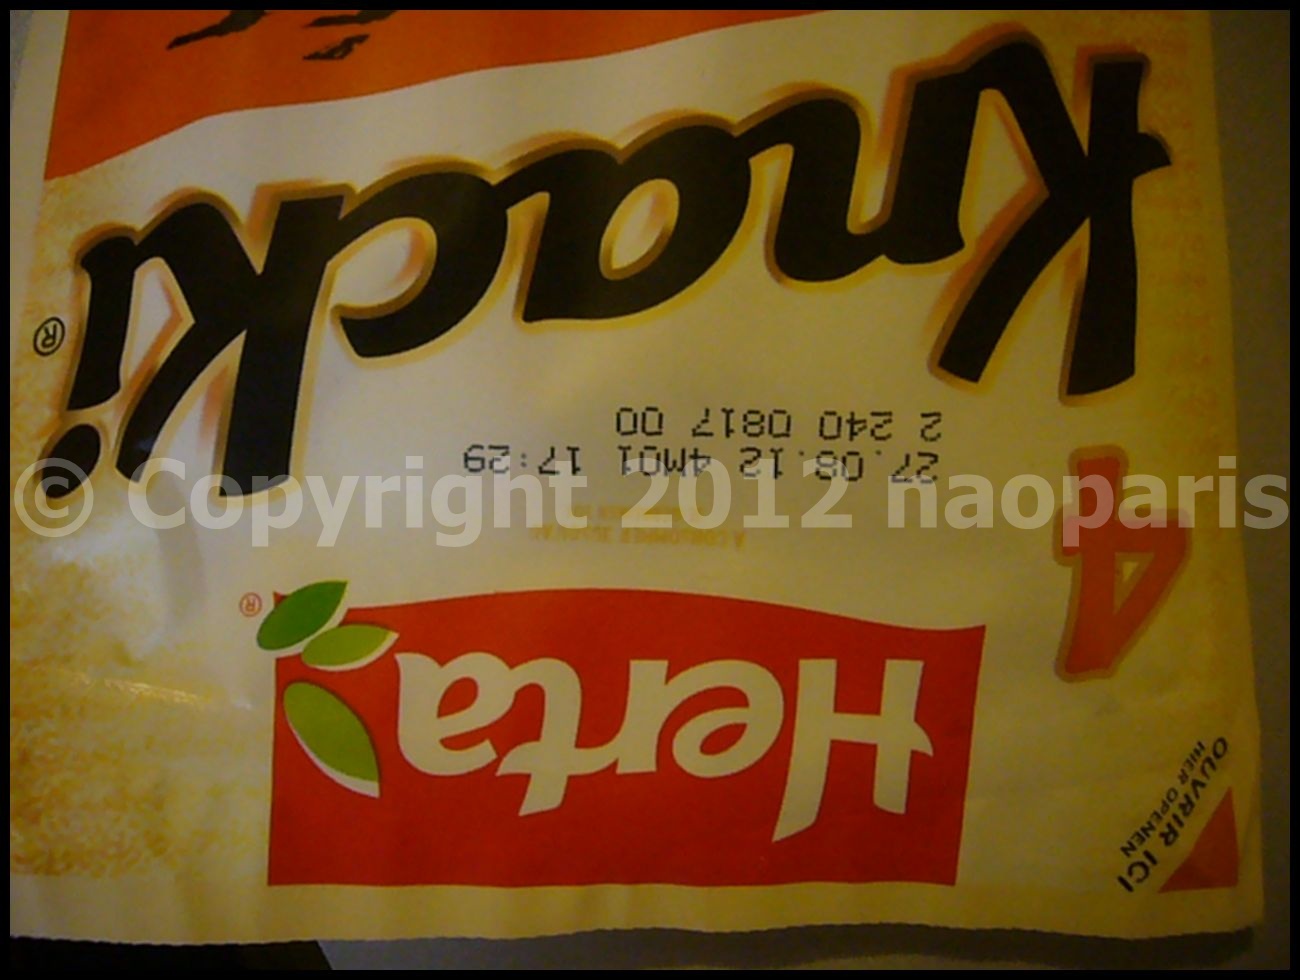 OUVRIR ICI
HIER OPENEN
Herta ®
4
27.08.12 4M01 17:29
2 240 0817 00
Knacki ®
© Copyright 2012 naoparis